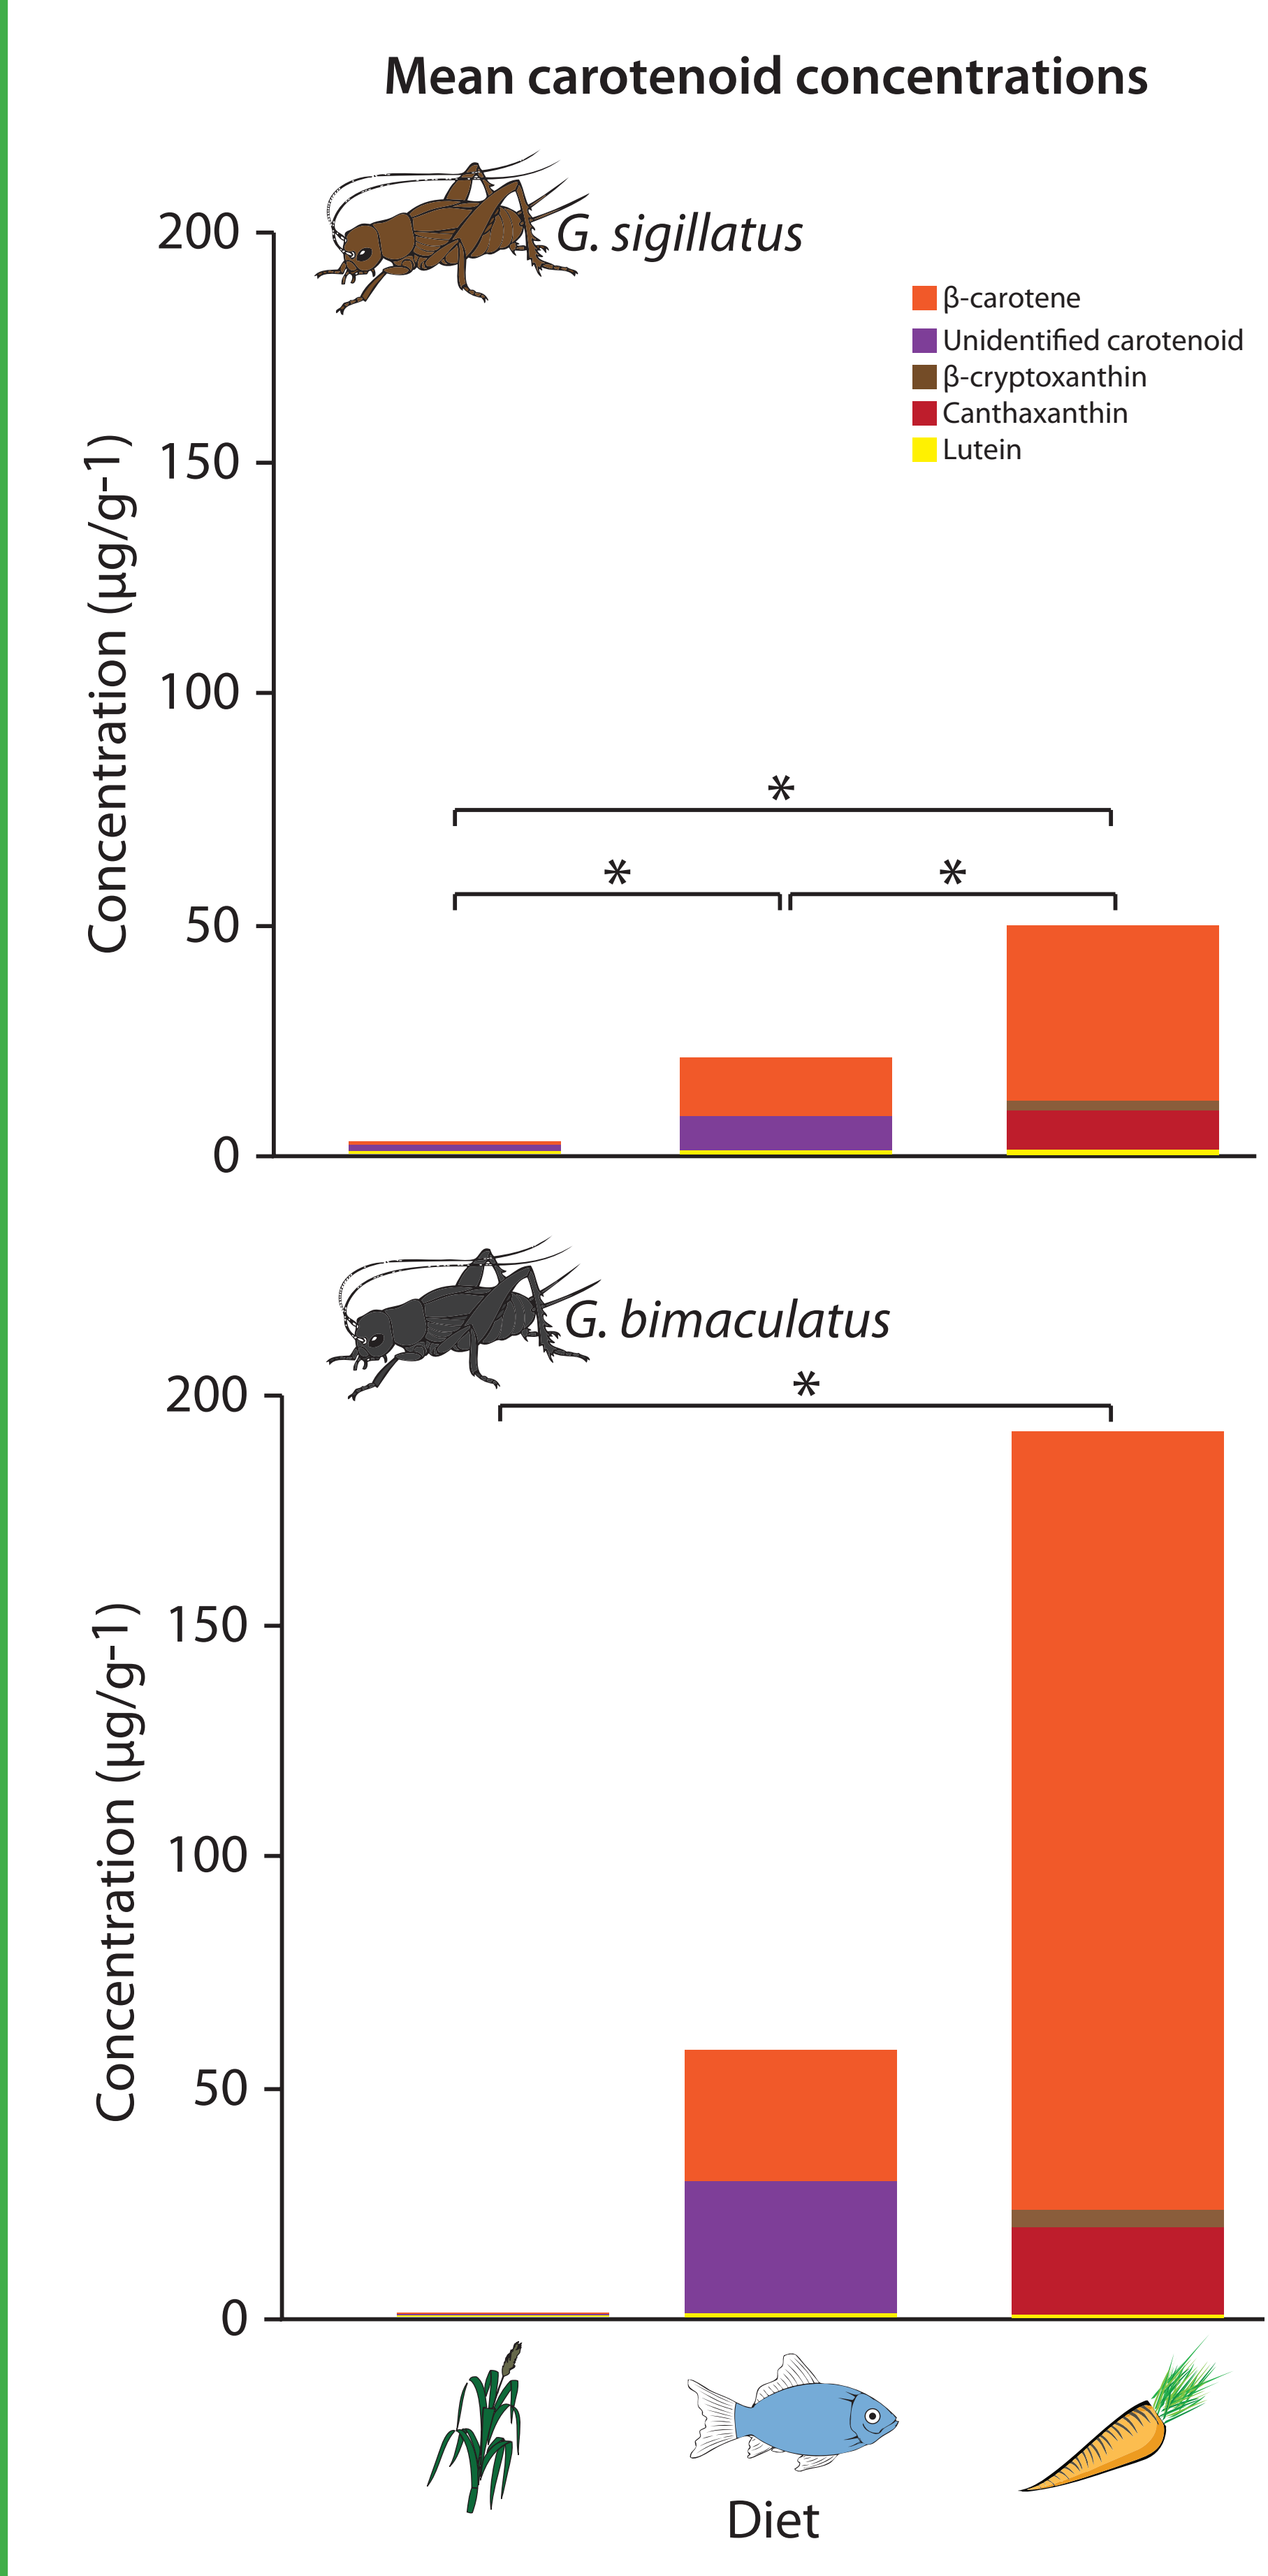 Mean carotenoid concentrations
G. sigillatus
200
β-carotene
Unidentified carotenoid
β-cryptoxanthin
Canthaxanthin
Lutein
150
100
50
0
Concentration (µg/g-1)
*
*
*
G. bimaculatus
*
200
150
100
50
0
Concentration (µg/g-1)
Diet